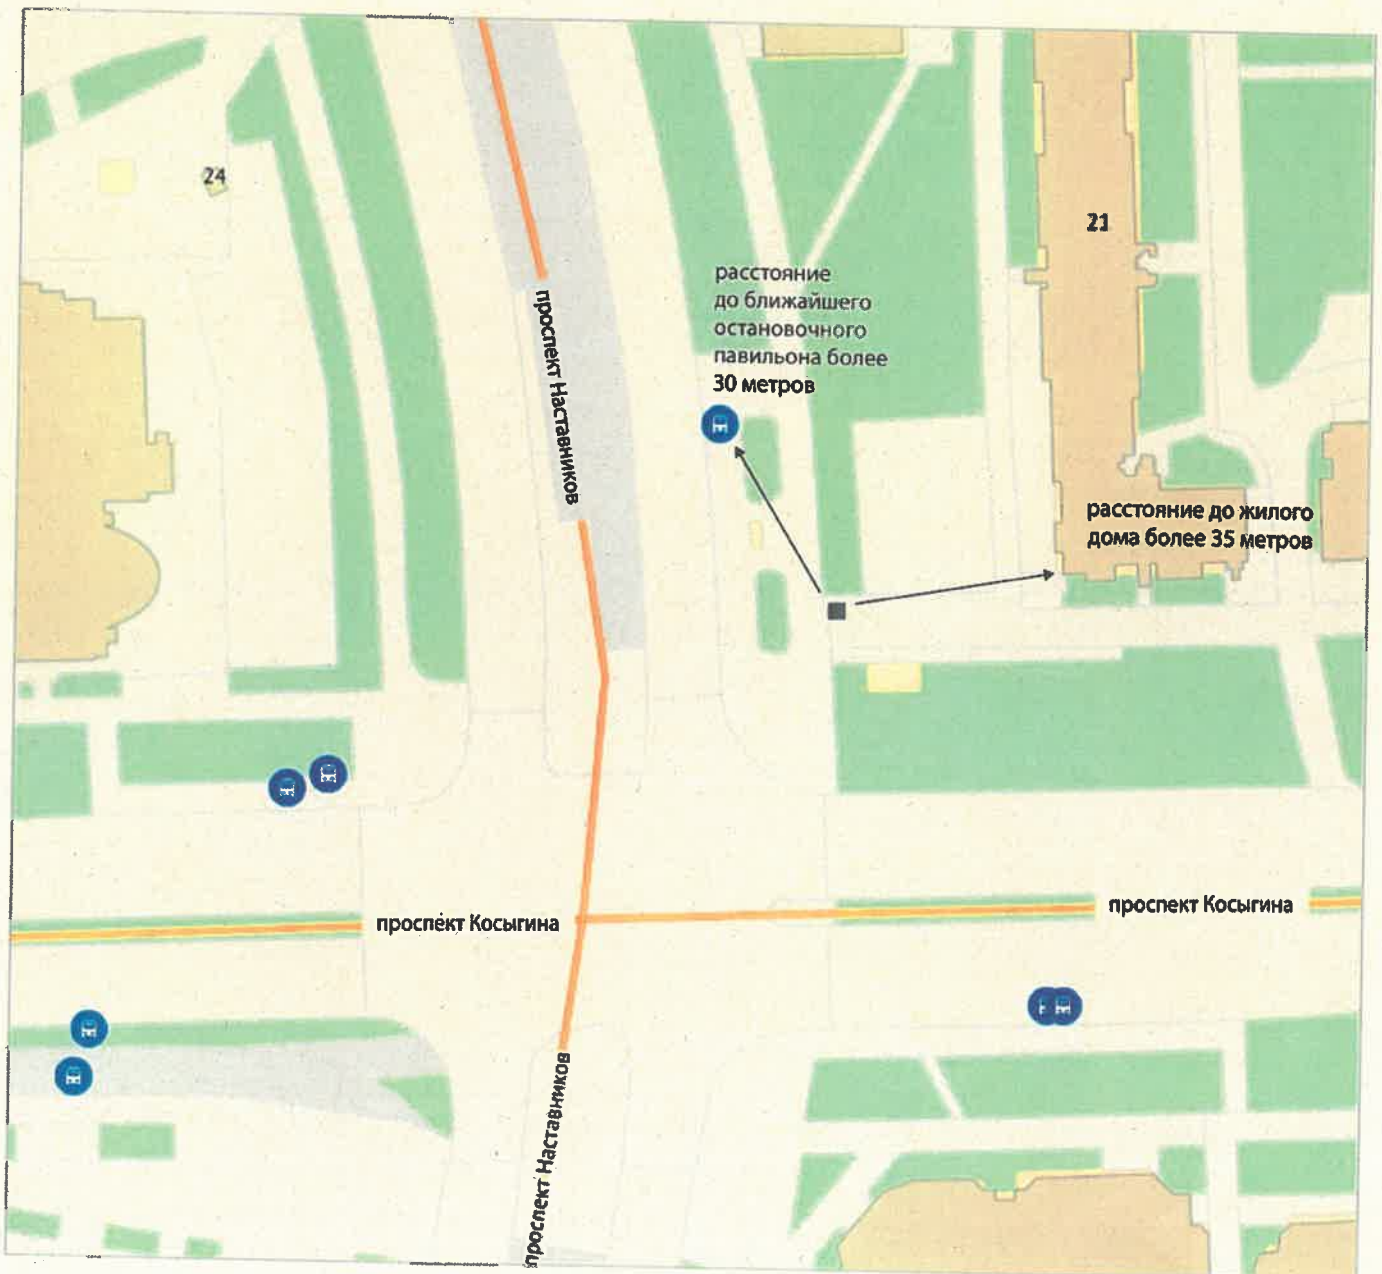 24
21
расстояние
до ближайшего
остановочного
павильона более
30 метров
проспект Наставников
расстояние до жилого
дома более 35 метров
проспект Косыгина
проспект Косыгина
проспект Наставников